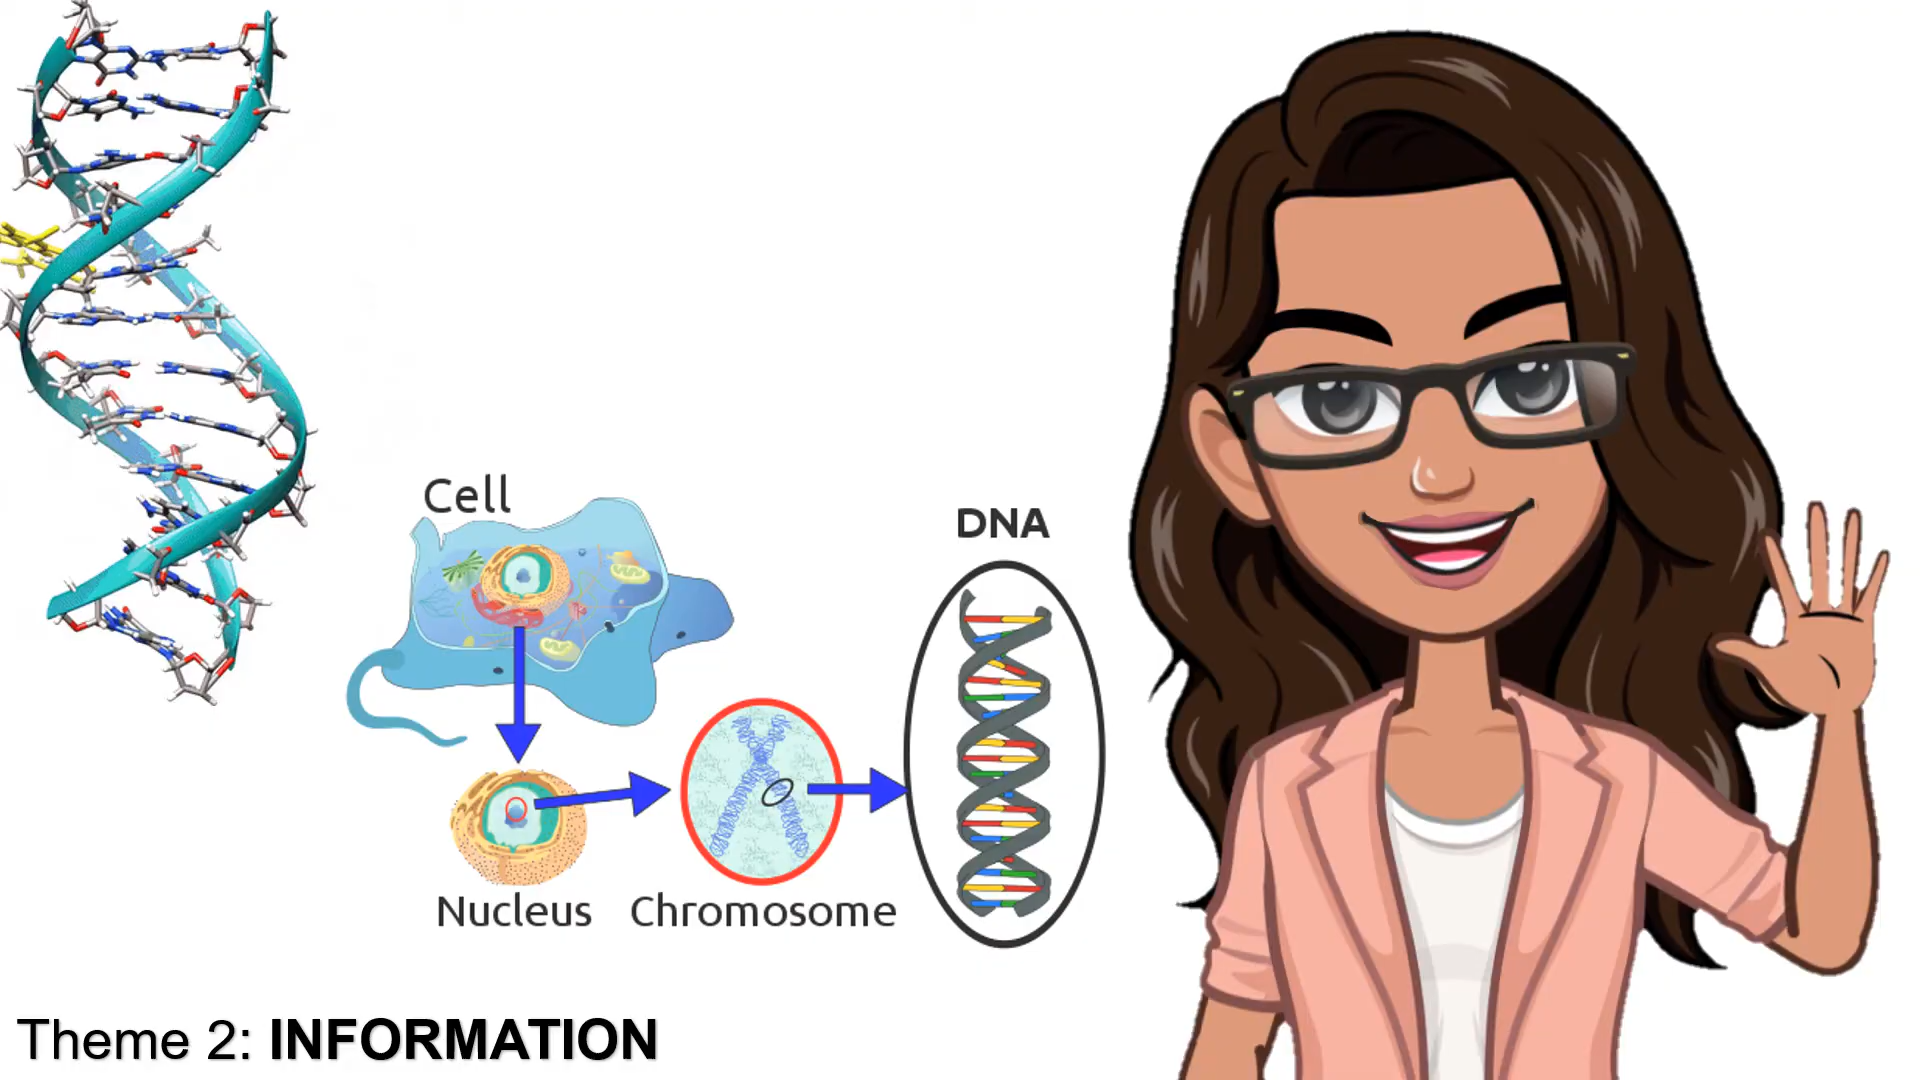 Cell
DNA
Nucleus
Chromosome
Theme 2: INFORMATION